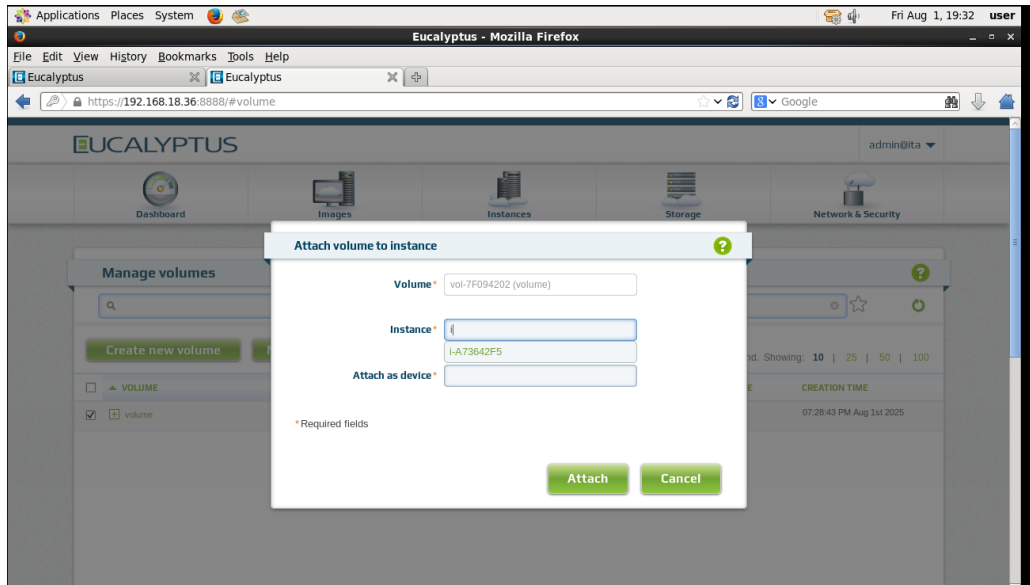 Applications Places System Fri Aug 1, 19:32 user
Eucalyptus - Mozilla Firefox
File Edit View History Bookmarks Tools Help
Eucalyptus Eucalyptus
https://192.168.18.36:8888/#volume Google
EUCALYPTUS admin@ita
Dashboard Images Instances Storage Network & Security
Attach volume to instance
Manage volumes
Volume* vol-7F094202 (volume)
Instance* i
i-A73642F5
Create new volume Showing: 10 | 25 | 50 | 100
Attach as device*
VOLUME CREATION TIME
volume 07:28:43 PM Aug 1st 2025
*Required fields
Attach Cancel